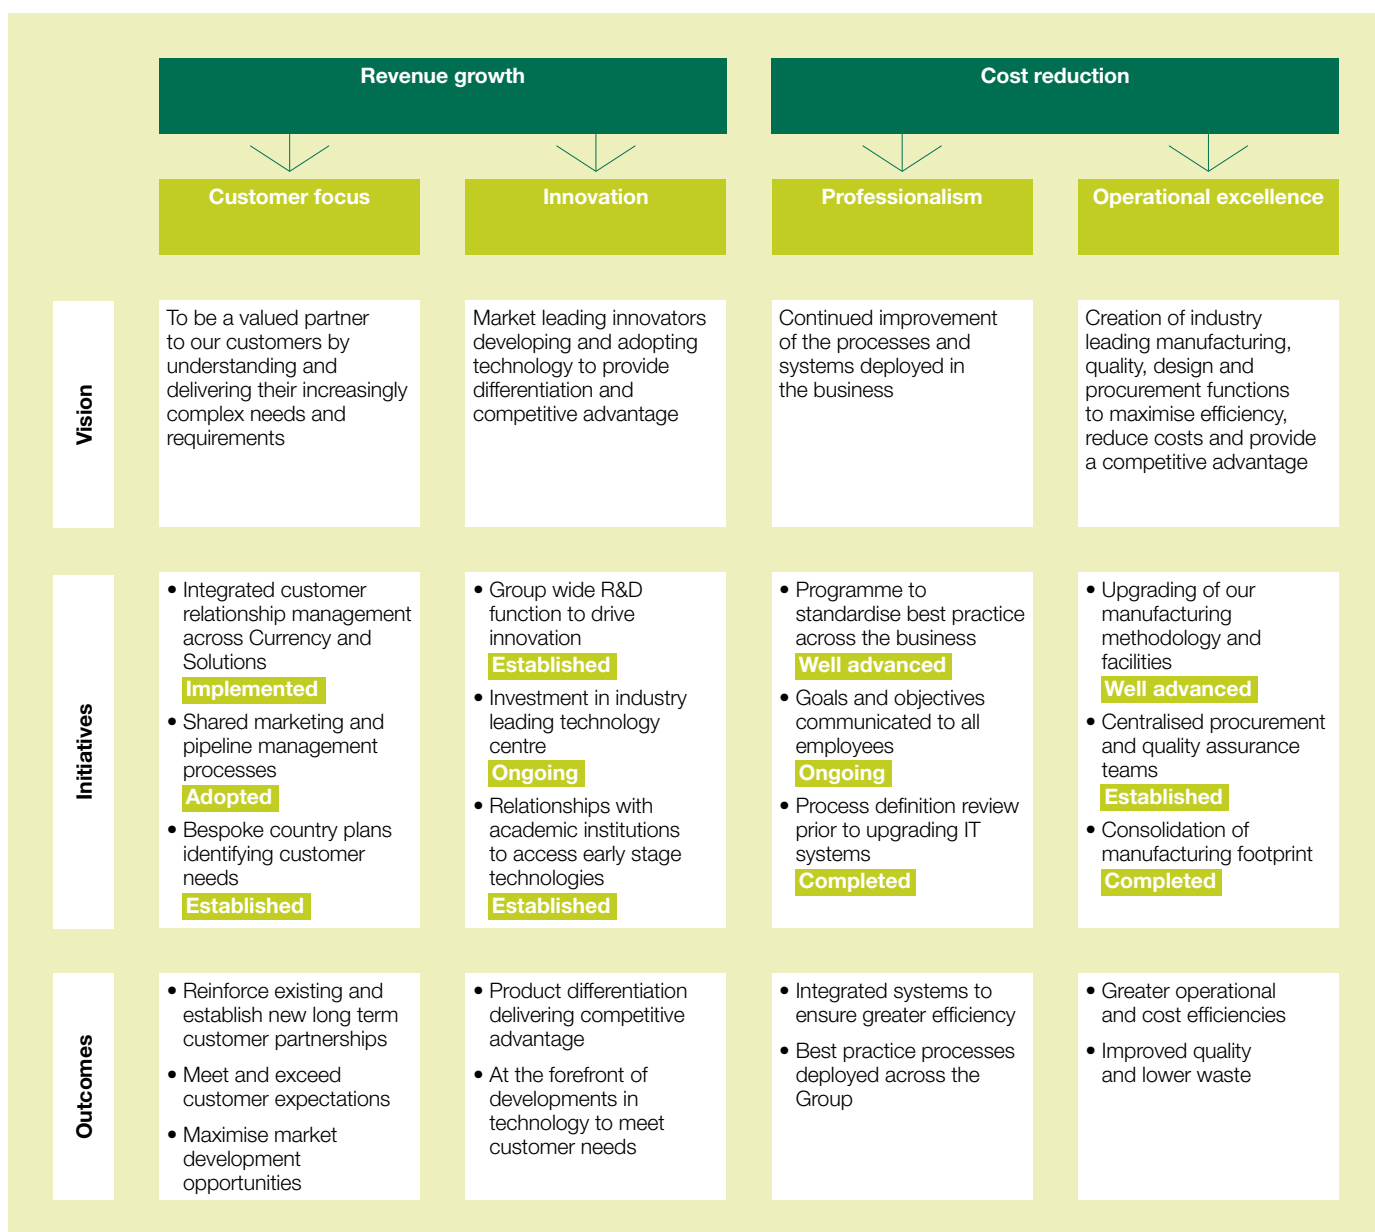 Revenue growth
Cost reduction
Customer focus
Innovation
Professionalism
Operational excellence
Vision
To be a valued partner
to our customers by
understanding and
delivering their increasingly
complex needs and
requirements
Market leading innovators
developing and adopting
technology to provide
differentiation and
competitive advantage
Continued improvement
of the processes and
systems deployed in
the business
Creation of industry
leading manufacturing,
quality, design and
procurement functions
to maximise efficiency,
reduce costs and provide
a competitive advantage
Initiatives
• Integrated customer
relationship management
across Currency and
Solutions
Implemented
• Shared marketing and
pipeline management
processes
Adopted
• Bespoke country plans
identifying customer
needs
Established
• Group wide R&D
function to drive
innovation
Established
• Investment in industry
leading technology
centre
Ongoing
• Relationships with
academic institutions
to access early stage
technologies
Established
• Programme to
standardise best practice
across the business
Well advanced
• Goals and objectives
communicated to all
employees
Ongoing
• Process definition review
prior to upgrading IT
systems
Completed
• Upgrading of our
manufacturing
methodology and
facilities
Well advanced
• Centralised procurement
and quality assurance
teams
Established
• Consolidation of
manufacturing footprint
Completed
Outcomes
• Reinforce existing and
establish new long term
customer partnerships
• Meet and exceed
customer expectations
• Maximise market
development
opportunities
• Product differentiation
delivering competitive
advantage
• At the forefront of
developments in
technology to meet
customer needs
• Integrated systems to
ensure greater efficiency
• Best practice processes
deployed across the
Group
• Greater operational
and cost efficiencies
• Improved quality
and lower waste